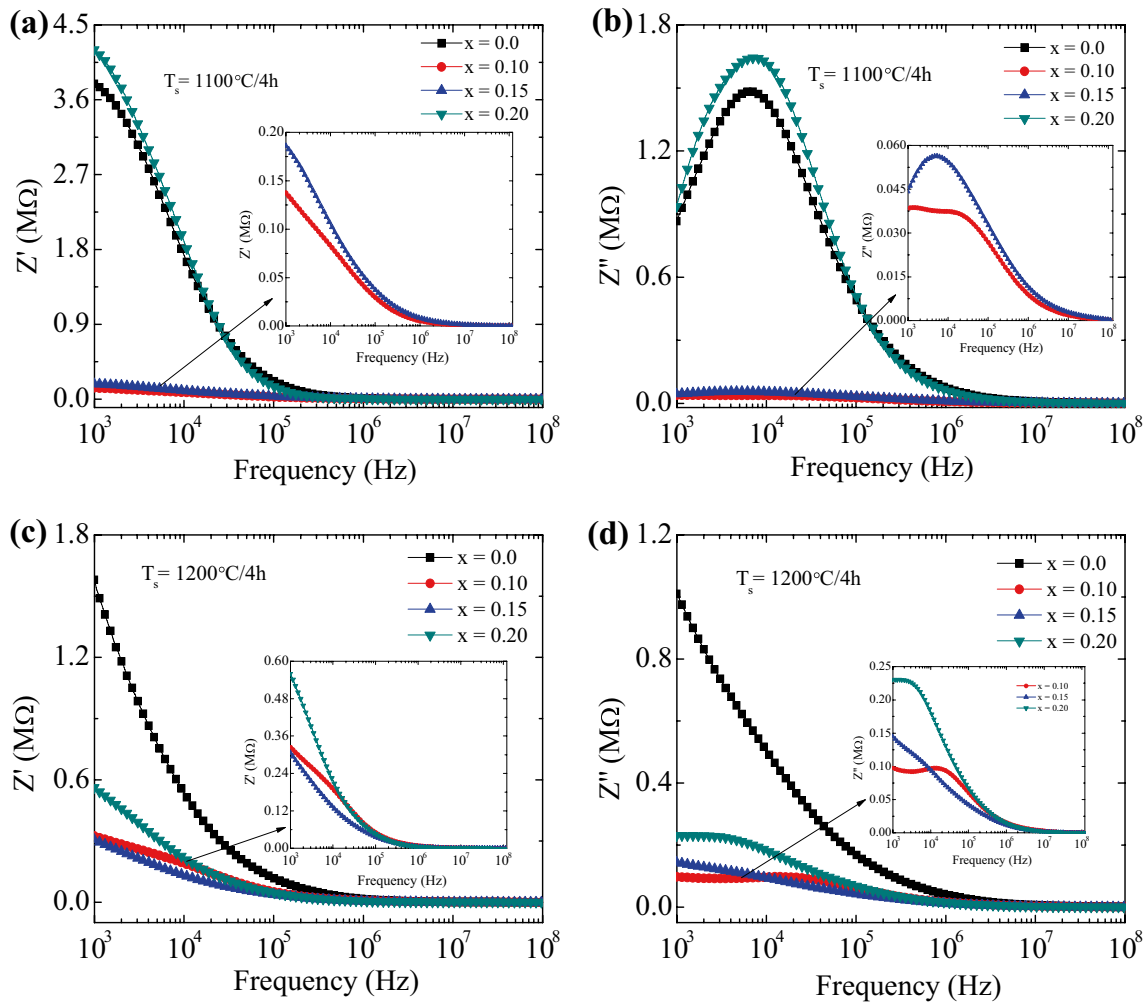 (a)
4.5
3.6
2.7
1.8
0.9
0.0
Z' (MΩ)
T_s = 1100°C/4h
x = 0.0
x = 0.10
x = 0.15
x = 0.20
0.20
0.15
0.10
0.05
0.00
Z' (MΩ)
10^3 10^4 10^5 10^6 10^7 10^8
Frequency (Hz)
10^3 10^4 10^5 10^6 10^7 10^8
Frequency (Hz)
(b)
1.8
1.2
0.6
0.0
Z" (MΩ)
T_s = 1100°C/4h
x = 0.0
x = 0.10
x = 0.15
x = 0.20
0.060
0.045
0.030
0.015
0.000
Z" (MΩ)
10^3 10^4 10^5 10^6 10^7 10^8
Frequency (Hz)
10^3 10^4 10^5 10^6 10^7 10^8
Frequency (Hz)
(c)
1.8
1.2
0.6
0.0
Z' (MΩ)
T_s = 1200°C/4h
x = 0.0
x = 0.10
x = 0.15
x = 0.20
0.60
0.48
0.36
0.24
0.12
0.00
Z' (MΩ)
10^3 10^4 10^5 10^6 10^7 10^8
Frequency (Hz)
10^3 10^4 10^5 10^6 10^7 10^8
Frequency (Hz)
(d)
1.2
0.8
0.4
0.0
Z" (MΩ)
T_s = 1200°C/4h
x = 0.0
x = 0.10
x = 0.15
x = 0.20
0.25
0.20
0.15
0.10
0.05
0.00
Z" (MΩ)
x = 0.10
x = 0.15
x = 0.20
10^3 10^4 10^5 10^6 10^7 10^8
Frequency (Hz)
10^3 10^4 10^5 10^6 10^7 10^8
Frequency (Hz)